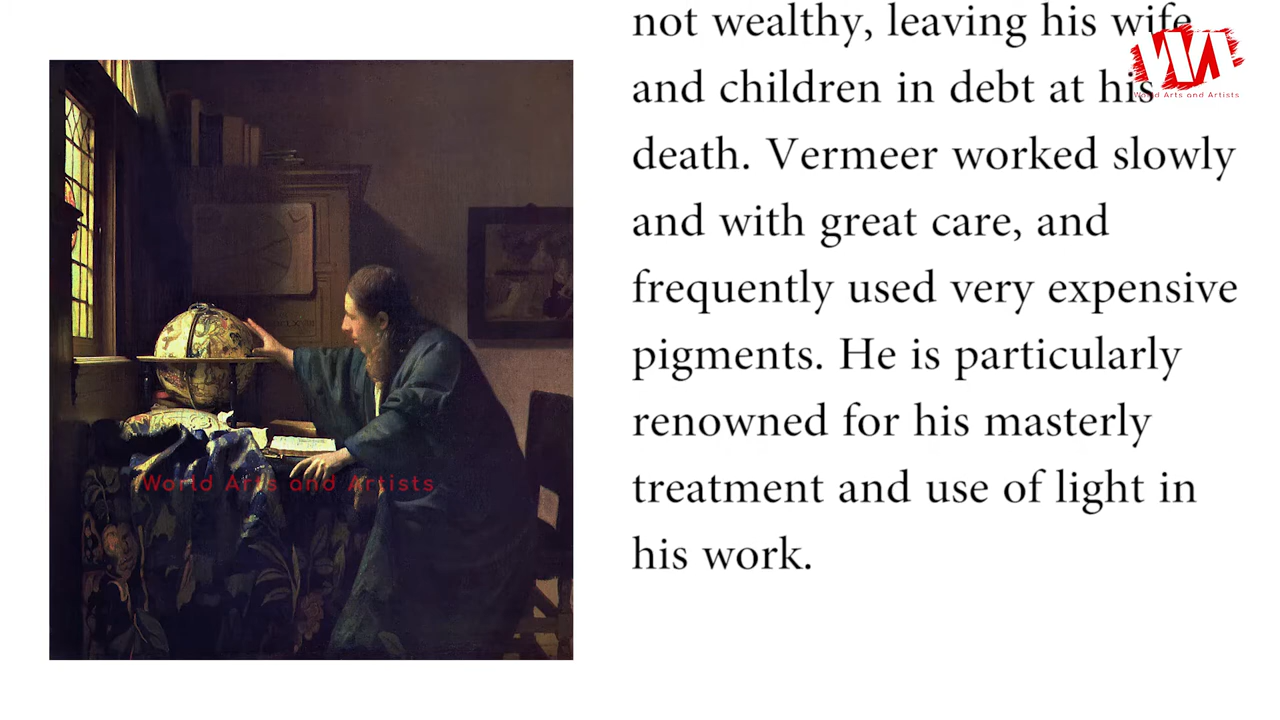 not wealthy, leaving his wife
and children in debt at his
death. Vermeer worked slowly
and with great care, and
frequently used very expensive
pigments. He is particularly
renowned for his masterly
treatment and use of light in
his work.
World Arts and Artists
World Arts and Artists